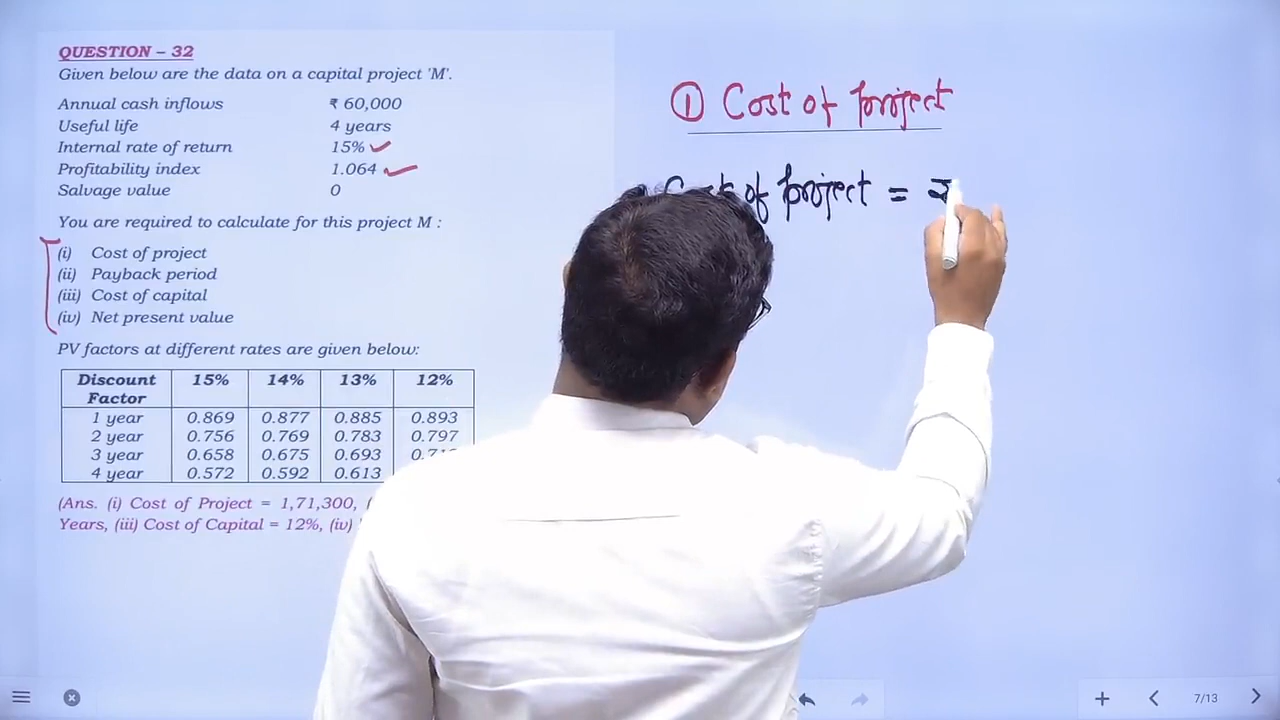 QUESTION – 32
Given below are the data on a capital project 'M'.
Annual cash inflows ₹ 60,000
Useful life 4 years
Internal rate of return 15%
Profitability index 1.064
Salvage value 0
You are required to calculate for this project M :
(i) Cost of project
(ii) Payback period
(iii) Cost of capital
(iv) Net present value
PV factors at different rates are given below:
Discount Factor 15% 14% 13% 12%
1 year 0.869 0.877 0.885 0.893
2 year 0.756 0.769 0.783 0.797
3 year 0.658 0.675 0.693
4 year 0.572 0.592 0.613
(Ans. (i) Cost of Project = 1,71,300,
Years, (iii) Cost of Capital = 12%, (iv)
① Cost of project
of project =
7/13